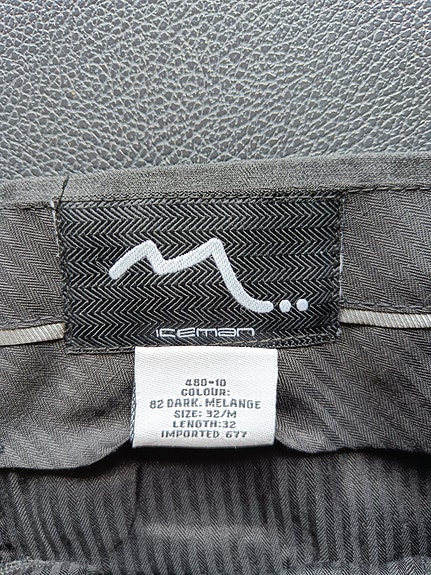 ICEMAN
480-10
COLOUR:
82 DARK. MELANGE
SIZE: 32/M
LENGTH:32
IMPORTED 677